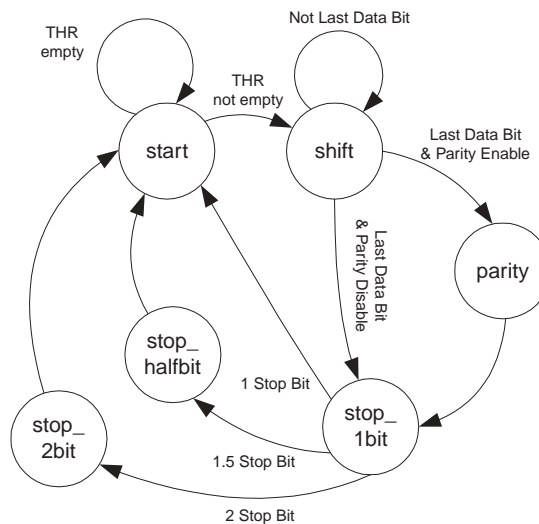 Not Last Data Bit
THR
empty
THR
not empty
Last Data Bit
& Parity Enable
start
shift
Last Data Bit
& Parity Disable
parity
stop_
halfbit
1 Stop Bit
stop_
1bit
stop_
2bit
1.5 Stop Bit
2 Stop Bit